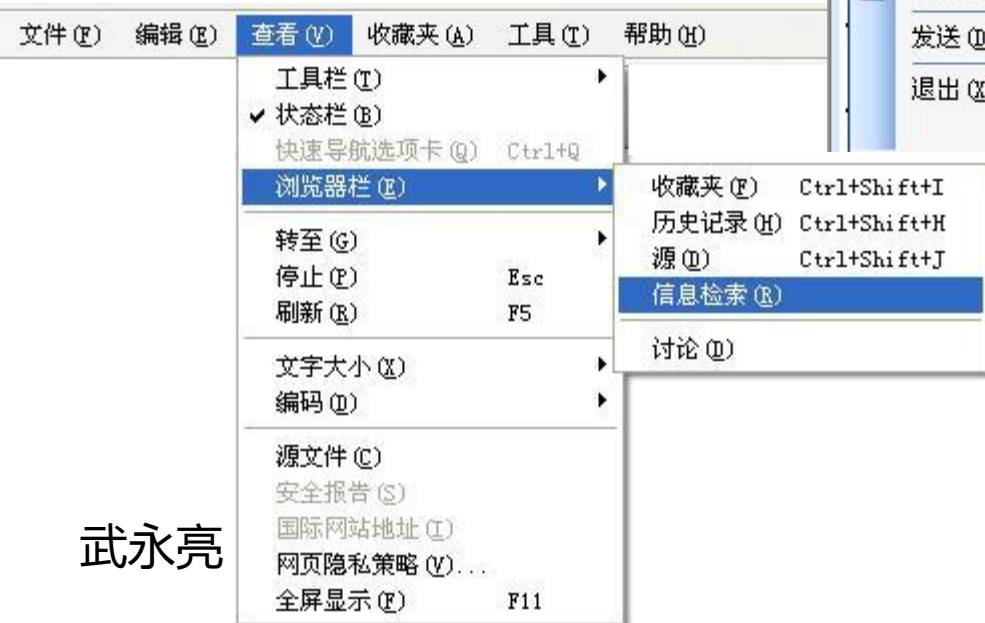 文件(F) 编辑(E) 查看(V) 收藏夹(A) 工具(T) 帮助(H)
工具栏(T)
状态栏(B)
快速导航选项卡(Q) Ctrl+Q
浏览器栏(E)
转至(G)
停止(P) Esc
刷新(R) F5
文字大小(X)
编码(D)
源文件(C)
安全报告(S)
国际网站地址(I)
网页隐私策略(V)...
全屏显示(F) F11
收藏夹(F) Ctrl+Shift+I
历史记录(H) Ctrl+Shift+H
源(D) Ctrl+Shift+J
信息检索(R)
讨论(D)
发送(D
退出(X
武永亮